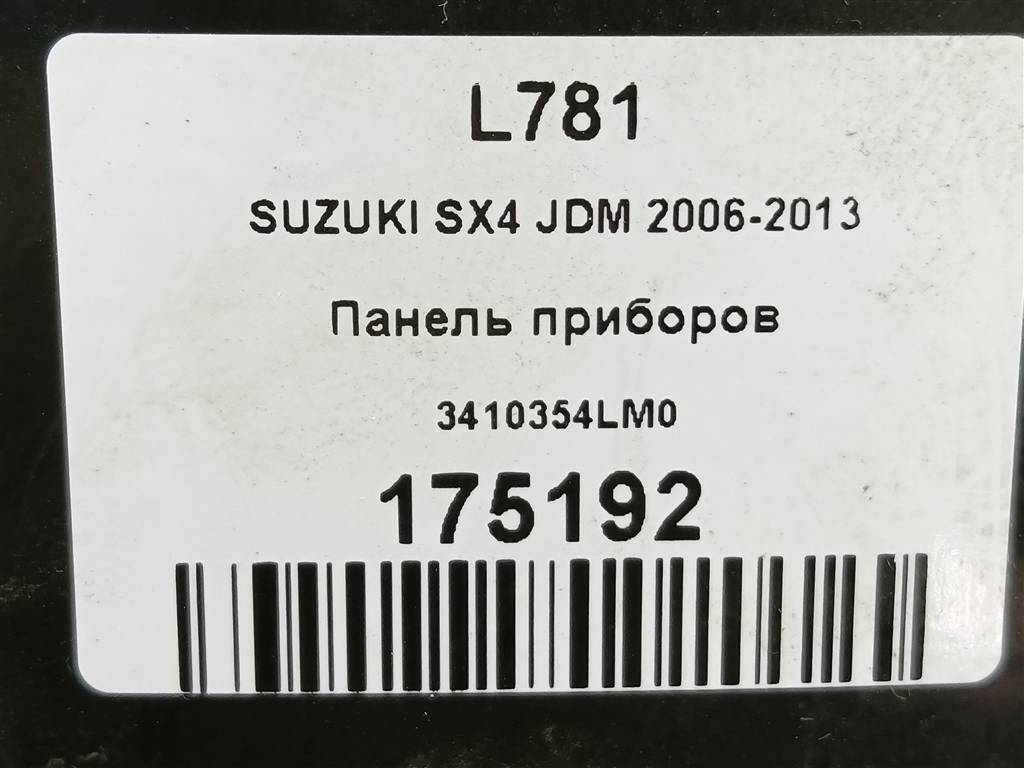 L781
SUZUKI SX4 JDM 2006-2013
Панель приборов
3410354LM0
175192